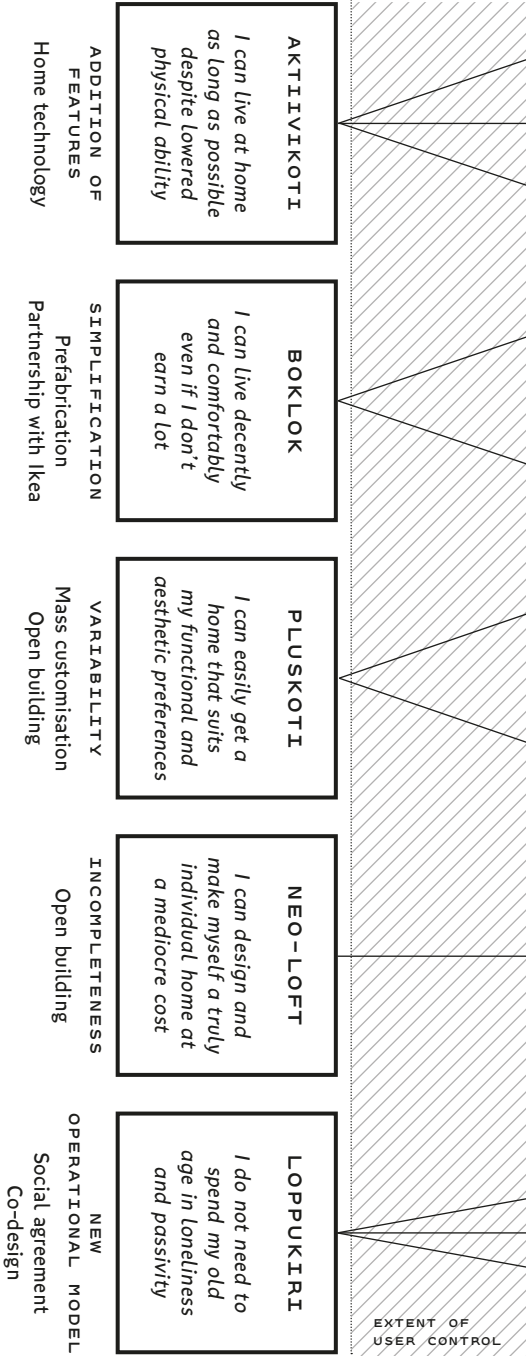 AKTIIVIKOTI
I can live at home
as long as possible
despite lowered
physical ability
ADDITION OF
FEATURES
Home technology
BOKLOK
I can live decently
and comfortably
even if I don't
earn a lot
SIMPLIFICATION
Prefabrication
Partnership with Ikea
PLUSKOTI
I can easily get a
home that suits
my functional and
aesthetic preferences
VARIABILITY
Mass customisation
Open building
NEO-LOFT
I can design and
make myself a truly
individual home at
a mediocre cost
INCOMPLETENESS
Open building
LOPPUKIRI
I do not need to
spend my old
age in loneliness
and passivity
NEW
OPERATIONAL MODEL
Social agreement
Co-design
EXTENT OF
USER CONTROL